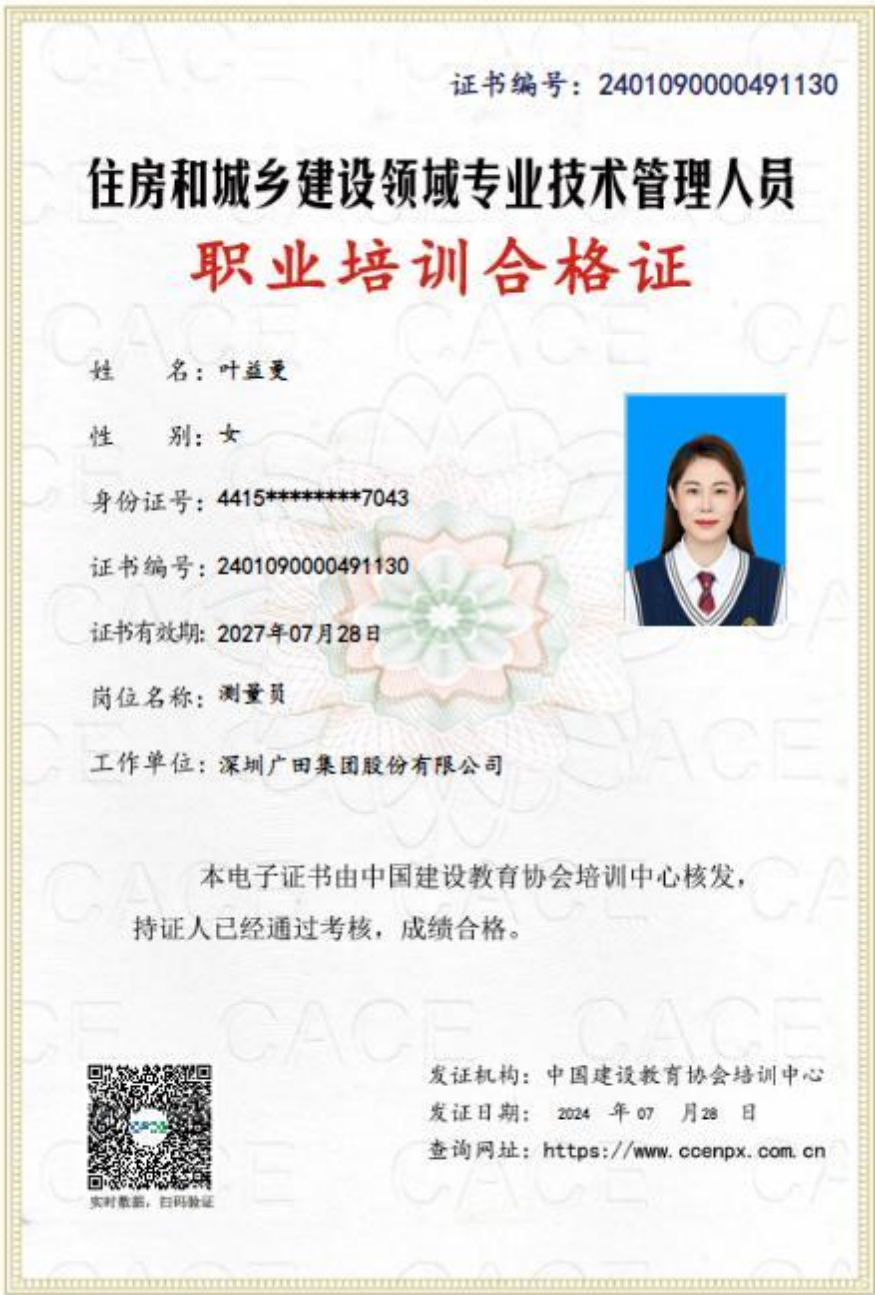 证书编号：2401090000491130
住房和城乡建设领域专业技术管理人员
职业培训合格证
姓 名：叶益曼
性 别：女
身份证号：4415********7043
证书编号：2401090000491130
证书有效期：2027年07月28日
岗位名称：测量员
工作单位：深圳广田集团股份有限公司
本电子证书由中国建设教育协会培训中心核发，
持证人已经通过考核，成绩合格。
发证机构：中国建设教育协会培训中心
发证日期： 2024 年 07 月 28 日
查询网址：https://www.ccenpx.com.cn
实时数据，扫码验证
CACE